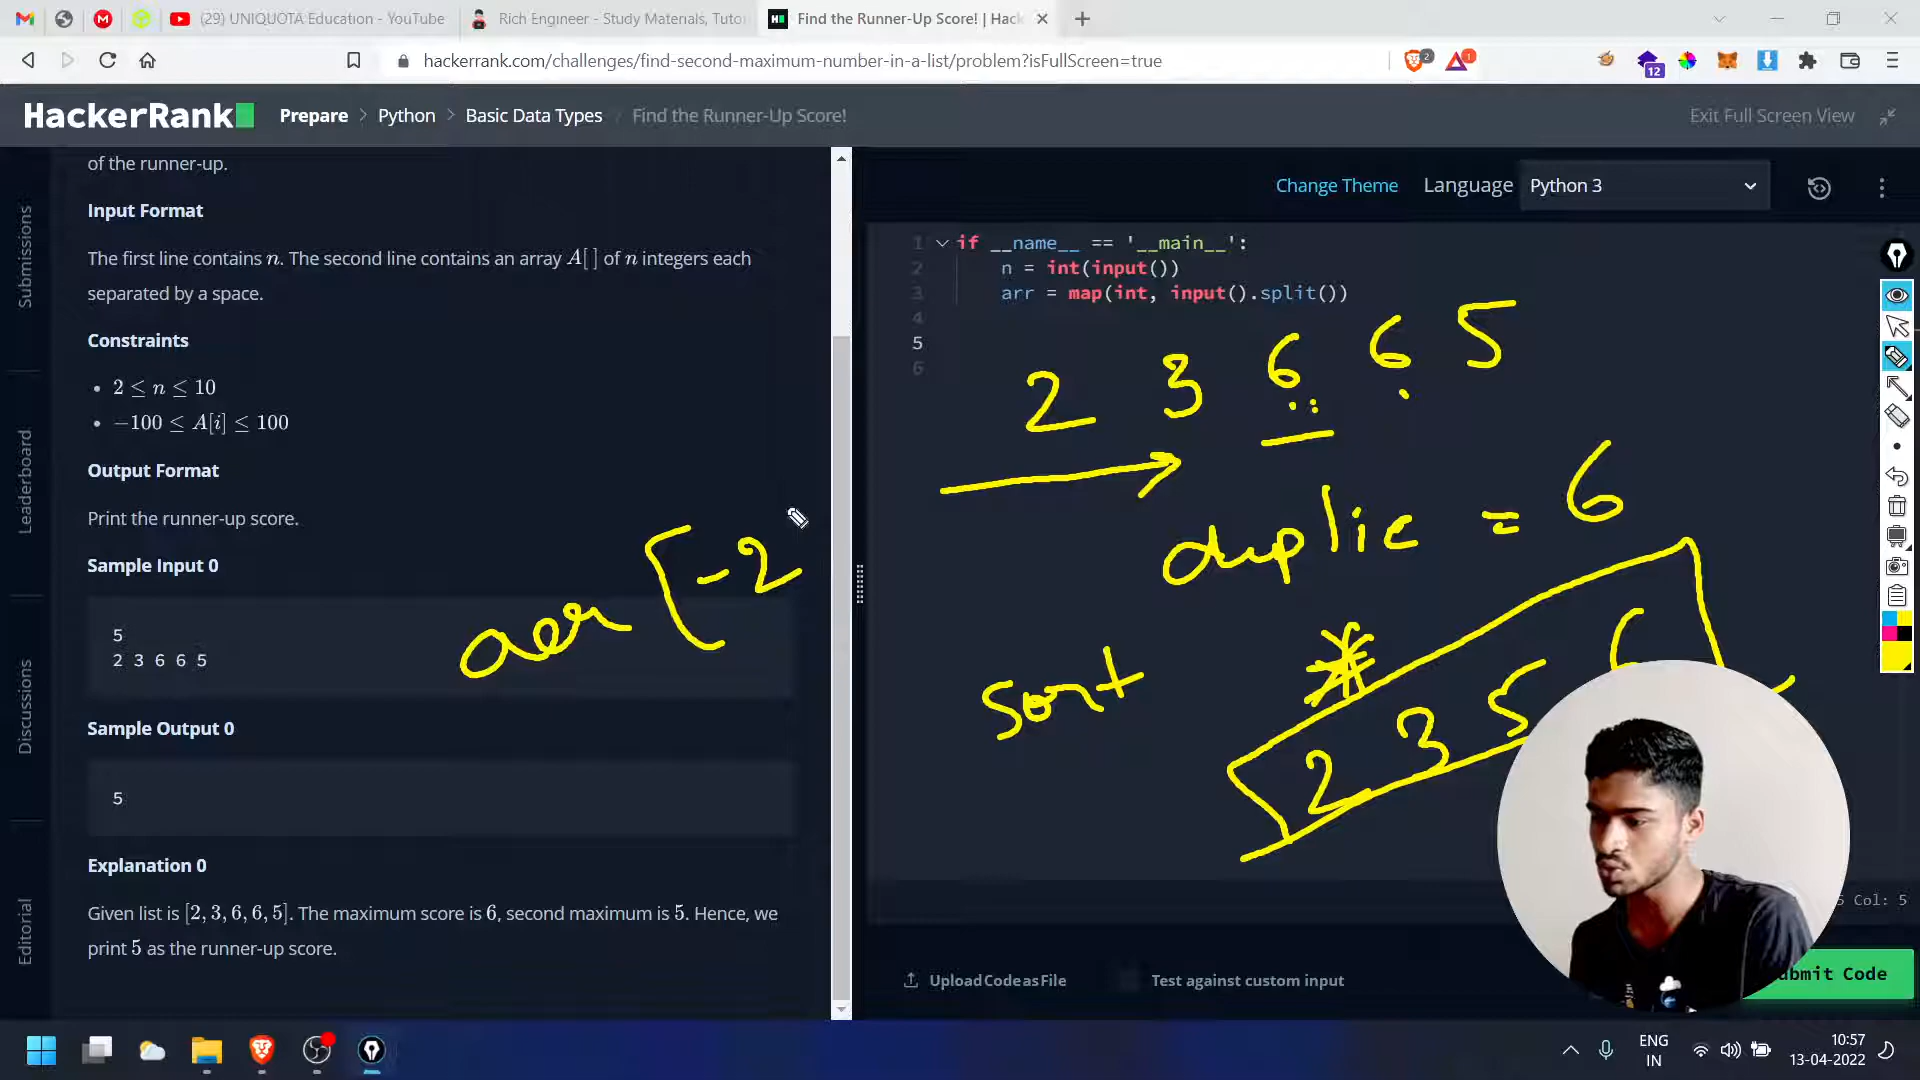 (29) UNIQUOTA Education - YouTube
Rich Engineer - Study Materials, Tuto
Find the Runner-Up Score! | Hack
hackerrank.com/challenges/find-second-maximum-number-in-a-list/problem?isFullScreen=true
2
1
12
HackerRank
Prepare > Python > Basic Data Types > Find the Runner-Up Score!
Exit Full Screen View
Submissions
Leaderboard
Discussions
Editorial
of the runner-up.
Input Format
The first line contains n. The second line contains an array A[ ] of n integers each
separated by a space.
Constraints
• 2 ≤ n ≤ 10
• −100 ≤ A[i] ≤ 100
Output Format
Print the runner-up score.
Sample Input 0
5
2 3 6 6 5
Sample Output 0
5
Explanation 0
Given list is [2, 3, 6, 6, 5]. The maximum score is 6, second maximum is 5. Hence, we
print 5 as the runner-up score.
arr [-2
Change Theme
Language
Python 3
1 if __name__ == '__main__':
2 n = int(input())
3 arr = map(int, input().split())
4
5
6
2 3 6 6 5
duplic = 6
sort
*
2 3 5 6
Col: 5
Upload Code as File
Test against custom input
ubmit Code
ENG
IN
10:57
13-04-2022